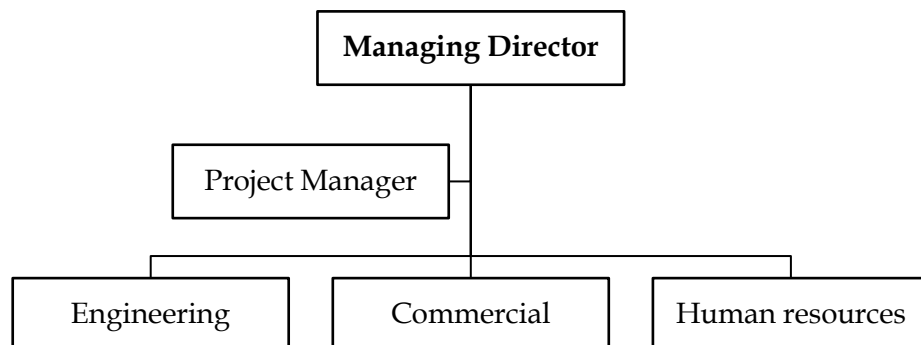 Managing Director
Project Manager
Engineering
Commercial
Human resources